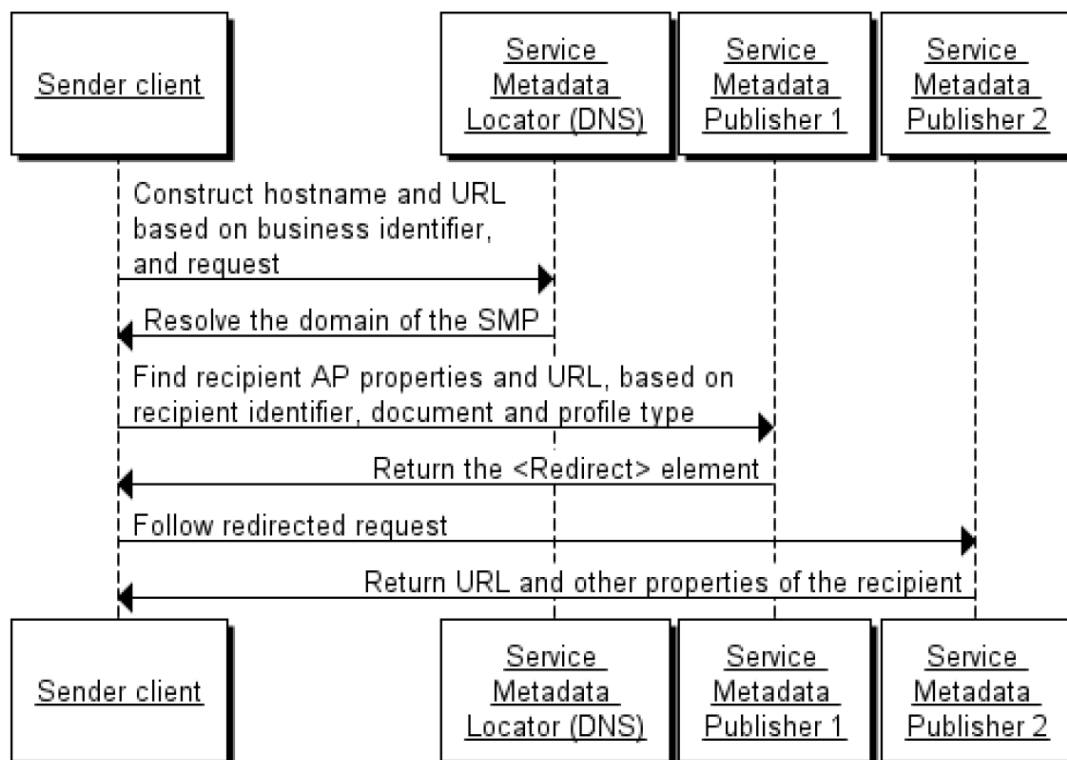 Sender client
Service
Metadata
Locator (DNS)
Service
Metadata
Publisher 1
Service
Metadata
Publisher 2
Construct hostname and URL
based on business identifier,
and request
Resolve the domain of the SMP
Find recipient AP properties and URL, based on
recipient identifier, document and profile type
Return the <Redirect> element
Follow redirected request
Return URL and other properties of the recipient
Sender client
Service
Metadata
Locator (DNS)
Service
Metadata
Publisher 1
Service
Metadata
Publisher 2